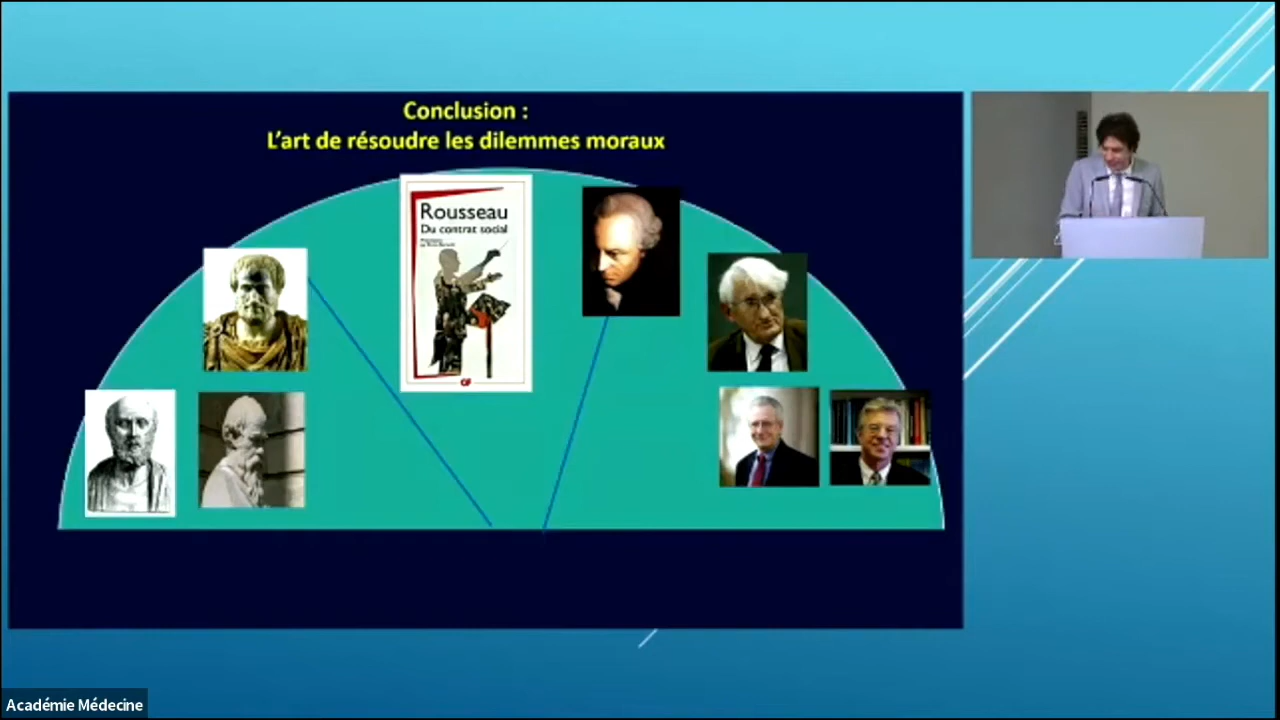 Conclusion :
L'art de résoudre les dilemmes moraux
Rousseau
Du contrat social
Académie Médecine